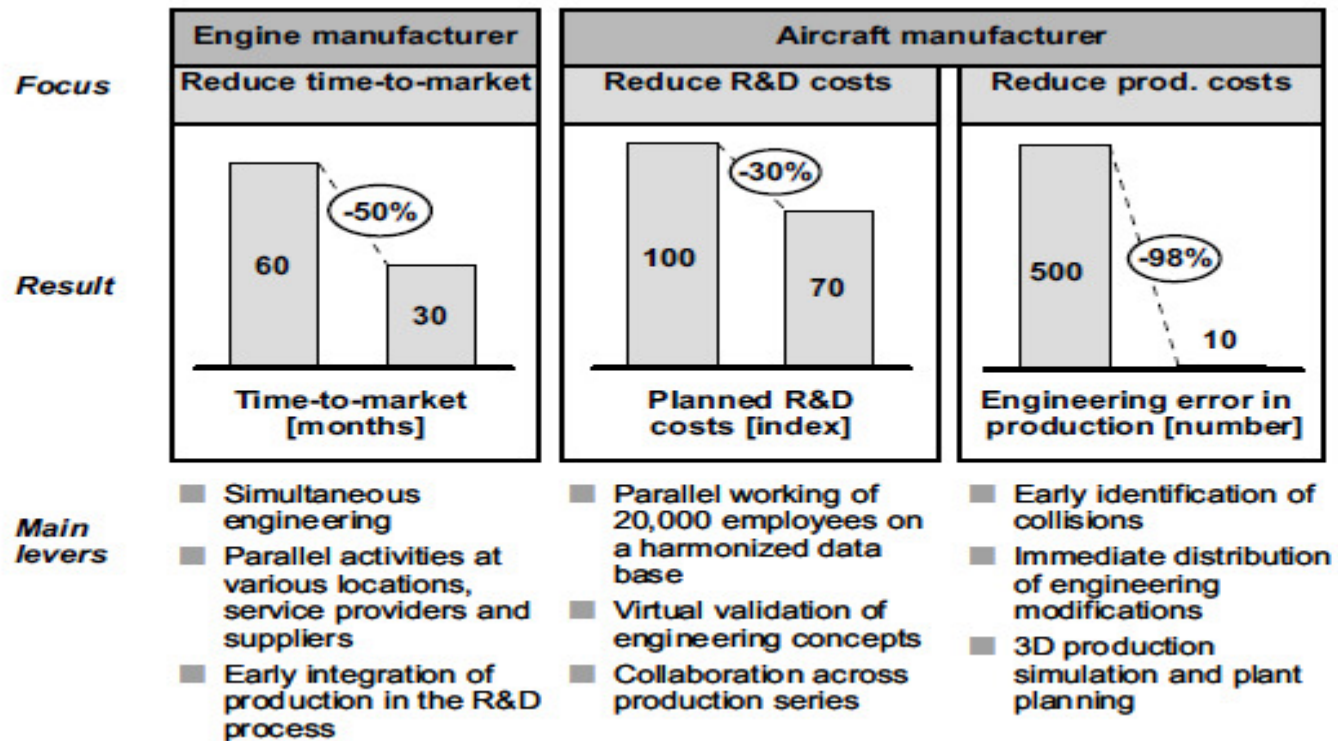 Engine manufacturer
Aircraft manufacturer
Focus
Reduce time-to-market
Reduce R&D costs
Reduce prod. costs
Result
60
-50%
30
Time-to-market
[months]
100
-30%
70
Planned R&D
costs [index]
500
-98%
10
Engineering error in
production [number]
Main
levers
Simultaneous
engineering
Parallel activities at
various locations,
service providers and
suppliers
Early integration of
production in the R&D
process
Parallel working of
20,000 employees on
a harmonized data
base
Virtual validation of
engineering concepts
Collaboration across
production series
Early identification of
collisions
Immediate distribution
of engineering
modifications
3D production
simulation and plant
planning